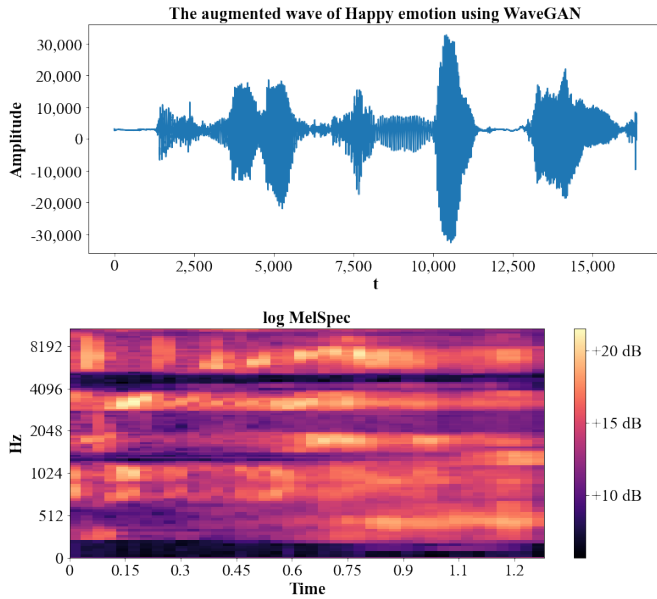 The augmented wave of Happy emotion using WaveGAN
30,000
20,000
10,000
0
-10,000
-20,000
-30,000
Amplitude
0 2,500 5,000 7,500 10,000 12,500 15,000
t
log MelSpec
8192
4096
2048
1024
512
0
Hz
0 0.15 0.3 0.45 0.6 0.75 0.9 1.1 1.2
Time
+20 dB
+15 dB
+10 dB